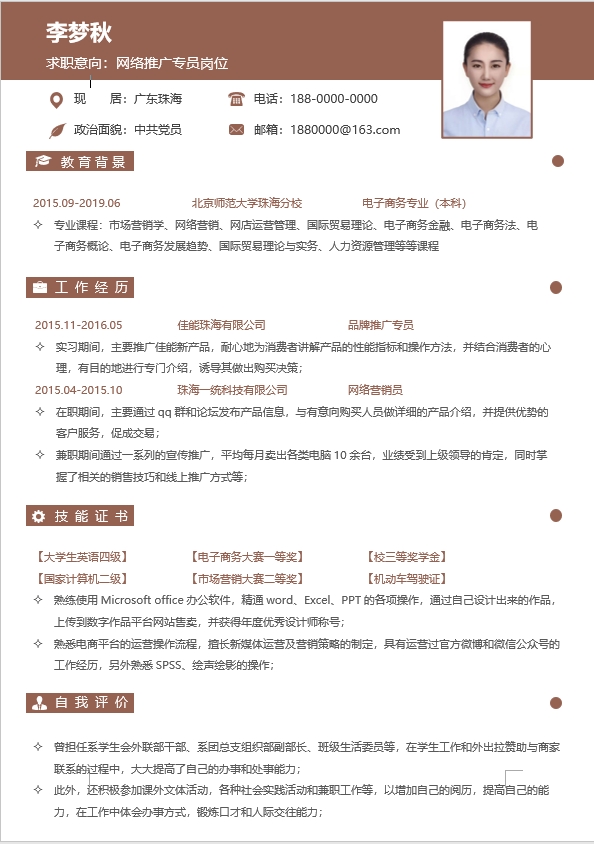 李梦秋
求职意向：网络推广专员岗位
现　　居：广东珠海　　电话：188-0000-0000
政治面貌：中共党员　　邮箱：1880000@163.com
教育背景
2015.09-2019.06　　北京师范大学珠海分校　　电子商务专业（本科）
✧ 专业课程：市场营销学、网络营销、网店运营管理、国际贸易理论、电子商务金融、电子商务法、电
子商务概论、电子商务发展趋势、国际贸易理论与实务、人力资源管理等等课程
工作经历
2015.11-2016.05　　佳能珠海有限公司　　品牌推广专员
✧ 实习期间，主要推广佳能新产品，耐心地为消费者讲解产品的性能指标和操作方法，并结合消费者的心
理，有目的地进行专门介绍，诱导其做出购买决策；
2015.04-2015.10　　珠海一统科技有限公司　　网络营销员
✧ 在职期间，主要通过 qq 群和论坛发布产品信息，与有意向购买人员做详细的产品介绍，并提供优势的
客户服务，促成交易；
✧ 兼职期间通过一系列的宣传推广，平均每月卖出各类电脑 10 余台，业绩受到上级领导的肯定，同时掌
握了相关的销售技巧和线上推广方式等；
技能证书
【大学生英语四级】　　【电子商务大赛一等奖】　　【校三等奖学金】
【国家计算机二级】　　【市场营销大赛二等奖】　　【机动车驾驶证】
✧ 熟练使用 Microsoft office 办公软件，精通 word、Excel、PPT 的各项操作，通过自己设计出来的作品，
上传到数字作品平台网站售卖，并获得年度优秀设计师称号；
✧ 熟悉电商平台的运营操作流程，擅长新媒体运营及营销策略的制定，具有运营过官方微博和微信公众号的
工作经历，另外熟悉 SPSS、绘声绘影的操作；
自我评价
✧ 曾担任系学生会外联部干部、系团总支组织部副部长、班级生活委员等，在学生工作和外出拉赞助与商家
联系的过程中，大大提高了自己的办事和处事能力；
✧ 此外，还积极参加课外文体活动，各种社会实践活动和兼职工作等，以增加自己的阅历，提高自己的能
力，在工作中体会办事方式，锻炼口才和人际交往能力；